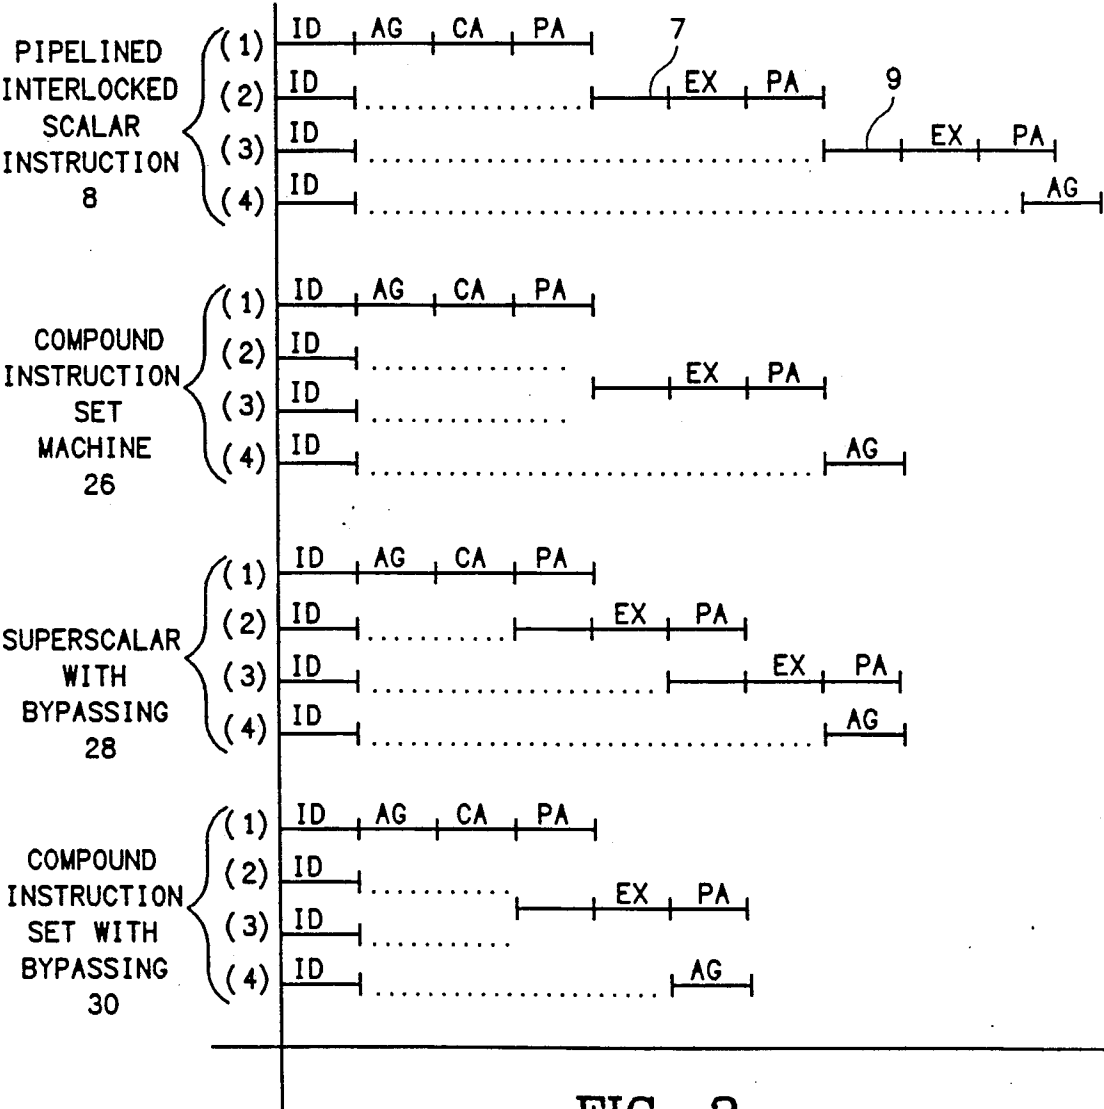 PIPELINED
INTERLOCKED
SCALAR
INSTRUCTION
8
(1) ID AG CA PA
(2) ID 7 EX PA
(3) ID 9 EX PA
(4) ID AG
COMPOUND
INSTRUCTION
SET
MACHINE
26
(1) ID AG CA PA
(2) ID
EX PA
(3) ID
(4) ID AG
SUPERSCALAR
WITH
BYPASSING
28
(1) ID AG CA PA
(2) ID EX PA
(3) ID EX PA
(4) ID AG
COMPOUND
INSTRUCTION
SET WITH
BYPASSING
30
(1) ID AG CA PA
(2) ID
EX PA
(3) ID
(4) ID AG
FIG.